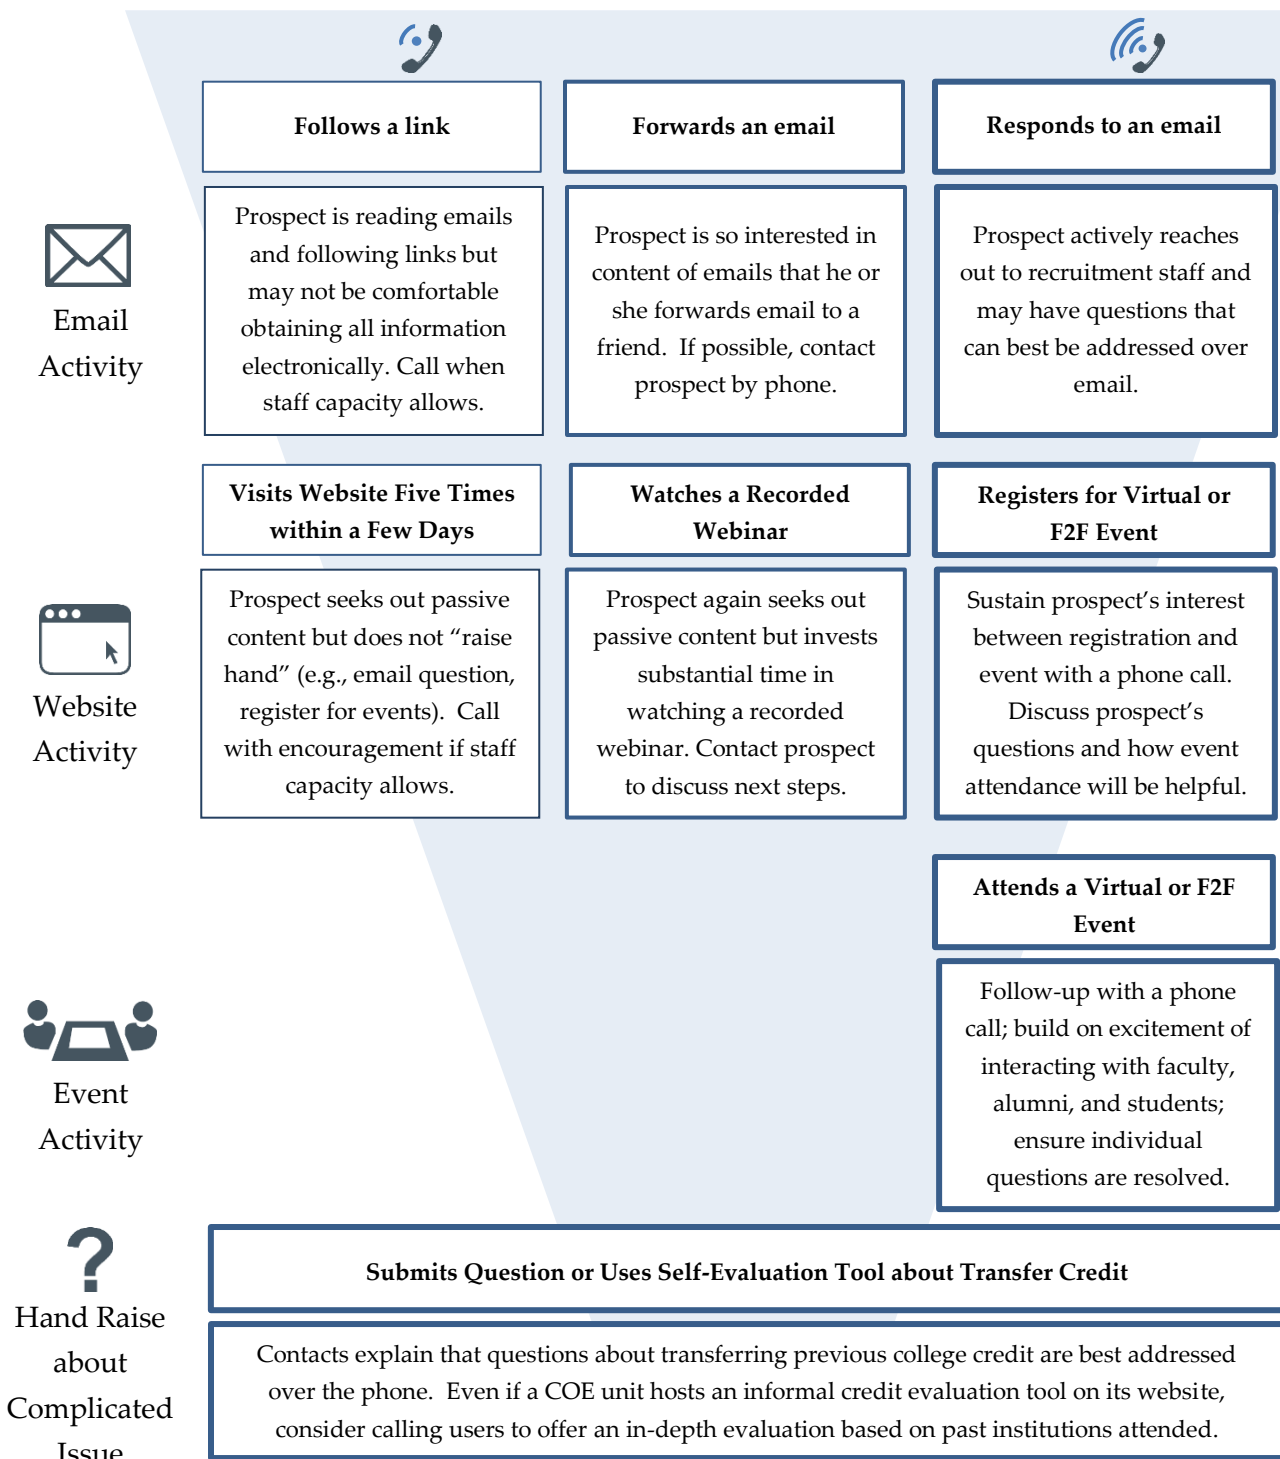 Follows a link
Forwards an email
Responds to an email
Email
Activity
Prospect is reading emails
and following links but
may not be comfortable
obtaining all information
electronically. Call when
staff capacity allows.
Prospect is so interested in
content of emails that he or
she forwards email to a
friend.  If possible, contact
prospect by phone.
Prospect actively reaches
out to recruitment staff and
may have questions that
can best be addressed over
email.
Visits Website Five Times
within a Few Days
Watches a Recorded
Webinar
Registers for Virtual or
F2F Event
Website
Activity
Prospect seeks out passive
content but does not “raise
hand” (e.g., email question,
register for events).  Call
with encouragement if staff
capacity allows.
Prospect again seeks out
passive content but invests
substantial time in
watching a recorded
webinar. Contact prospect
to discuss next steps.
Sustain prospect’s interest
between registration and
event with a phone call.
Discuss prospect’s
questions and how event
attendance will be helpful.
Attends a Virtual or F2F
Event
Event
Activity
Follow-up with a phone
call; build on excitement of
interacting with faculty,
alumni, and students;
ensure individual
questions are resolved.
?
Hand Raise
about
Complicated
Issue
Submits Question or Uses Self-Evaluation Tool about Transfer Credit
Contacts explain that questions about transferring previous college credit are best addressed
over the phone.  Even if a COE unit hosts an informal credit evaluation tool on its website,
consider calling users to offer an in-depth evaluation based on past institutions attended.